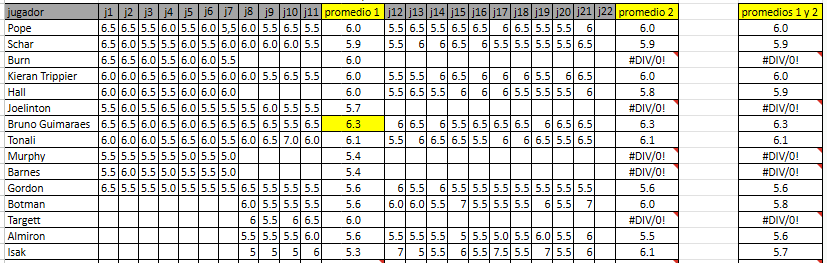 jugador j1 j2 j3 j4 j5 j6 j7 j8 j9 j10 j11 promedio 1 j12 j13 j14 j15 j16 j17 j18 j19 j20 j21 j22 promedio 2 promedios 1 y 2
Pope 6.5 6.5 5.5 6.0 5.5 6.0 5,5 6.0 5.5 6.5 6.5 6.0 5.5 6.5 5.5 6.5 6.5 6 6.5 5.5 5.5 6 6.0 6.0
Schar 6.5 6.0 5.5 5.5 6.0 5.5 6.0 6.0 6.0 6.0 5.5 5.9 5.5 6 6 6.5 6 5.5 5.5 5.5 5.5 6.5 5.9 5.9
Burn 6.5 6.5 6.0 5.5 6.0 6.0 5.5 6.0 #DIV/0! #DIV/0!
Kieran Trippier 6.0 6.0 5.5 5.5 6.0 5.5 6.0 6.0 5.5 6.5 5.5 6.0 5.5 5.5 6 6.5 6 6 6 5.5 6 6.5 6.0 6.0
Hall 6.0 6.0 6.5 5.5 6.0 6.0 6.0 6.0 5.5 6.5 5.5 6 6 5.5 5.5 6 5.5 6 5.8 5.9
Joelinton 5.5 6.0 5.5 6.0 5.5 5.5 5.5 5.5 6.0 5.5 5.5 5.7 #DIV/0! #DIV/0!
Bruno Guimaraes 6.5 6.5 6.0 6.5 6.0 6.5 6.5 6.5 6.5 5.5 6.5 6.3 6 6.5 6 5.5 6.5 6.5 6.5 6 6.5 6.5 6.3 6.3
Tonali 6.0 6.0 6.0 5.5 6.5 5.5 6.0 6.0 6.5 7.0 6.0 6.1 5.5 6 6.5 6.5 5.5 6 6 6.5 5.5 6.5 6.1 6.1
Murphy 5.5 5.5 5.5 5.5 5.0 5.5 5.0 5.4 #DIV/0! #DIV/0!
Barnes 5.5 6.0 5.0 5.5 5.5 5.5 5.0 5.4 #DIV/0! #DIV/0!
Gordon 6.5 5.5 5.5 5.0 5.5 5.5 5.5 6.5 5.5 5.5 5.5 5.6 6 5.5 6 5.5 5.5 5.5 5.5 5.5 5.5 5.5 5.6 5.6
Botman 6.0 5.5 5.5 5.5 5.6 6.0 6.0 5.5 7 5.5 5.5 5.5 6 5.5 7 6.0 5.8
Targett 6 5.5 6 6.5 6.0 #DIV/0! #DIV/0!
Almiron 5.5 5.5 5.5 6.0 5.6 5.5 5.5 5.5 5 5.5 5.0 5.5 6.0 5.5 6 5.5 5.6
Isak 5 5 5 6 5.3 7 5 5.5 6 5.5 7.5 5.5 7 5.5 6 6.1 5.7